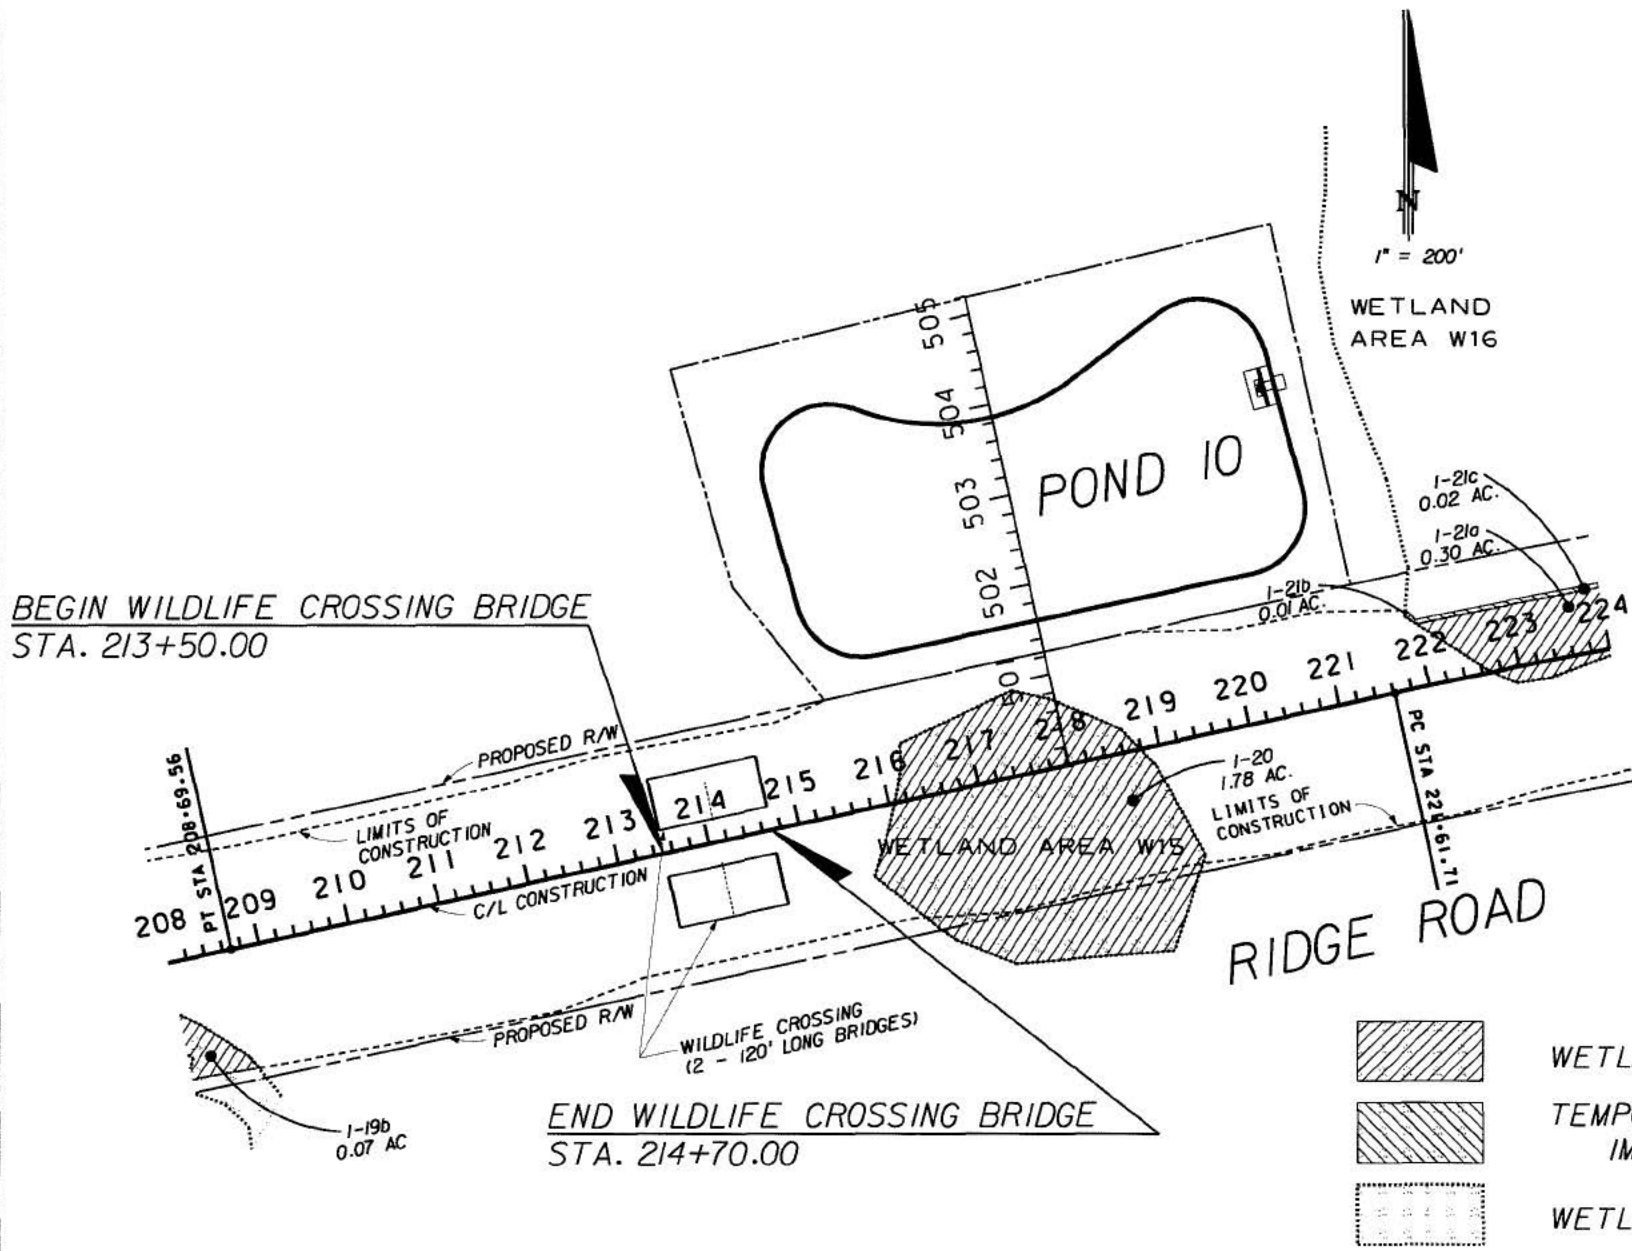 N
1" = 200'
WETLAND
AREA W16
505
504
503
502
POND 10
1-21c
0.02 AC.
1-21a
0.30 AC.
1-21b
0.01 AC.
BEGIN WILDLIFE CROSSING BRIDGE
STA. 213+50.00
208 209 210 211 212 213 214 215 216 217 218 219 220 221 222 223 224
PT STA 208+69.56
PROPOSED R/W
LIMITS OF
CONSTRUCTION
C/L CONSTRUCTION
WETLAND AREA W15
1-20
1.78 AC.
LIMITS OF
CONSTRUCTION
PC STA 221+61.71
RIDGE ROAD
PROPOSED R/W
WILDLIFE CROSSING
(2 - 120' LONG BRIDGES)
1-19b
0.07 AC
END WILDLIFE CROSSING BRIDGE
STA. 214+70.00
WETL
TEMP
IM
WETL